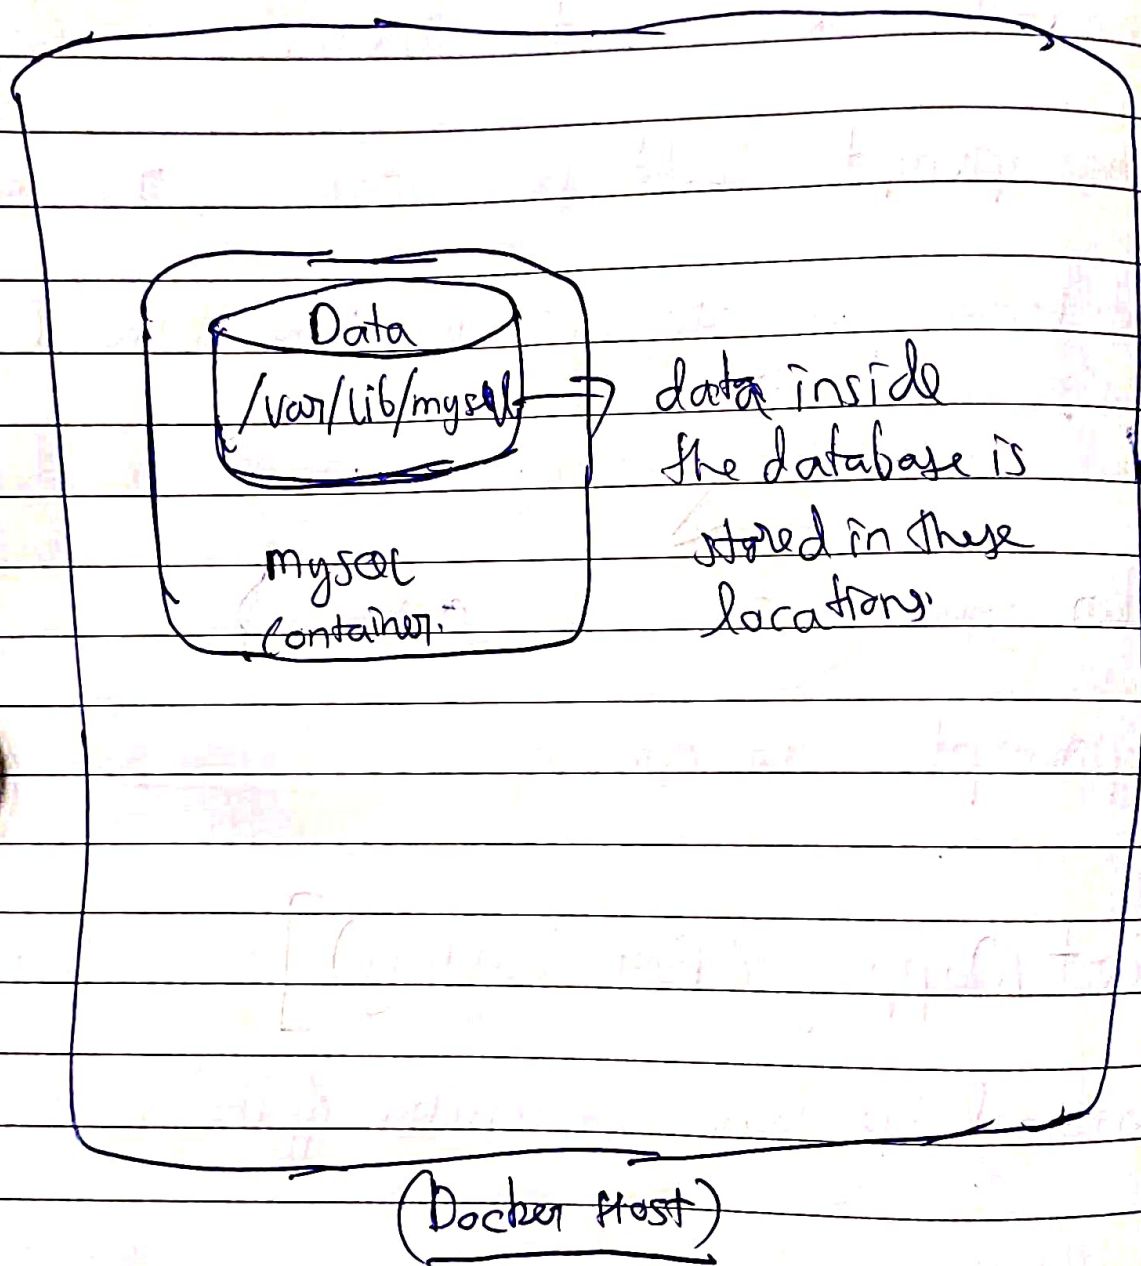 Data
/var/lib/mysql
data inside
the database is
stored in these
locations.
mysql
container.
(Docker Host)